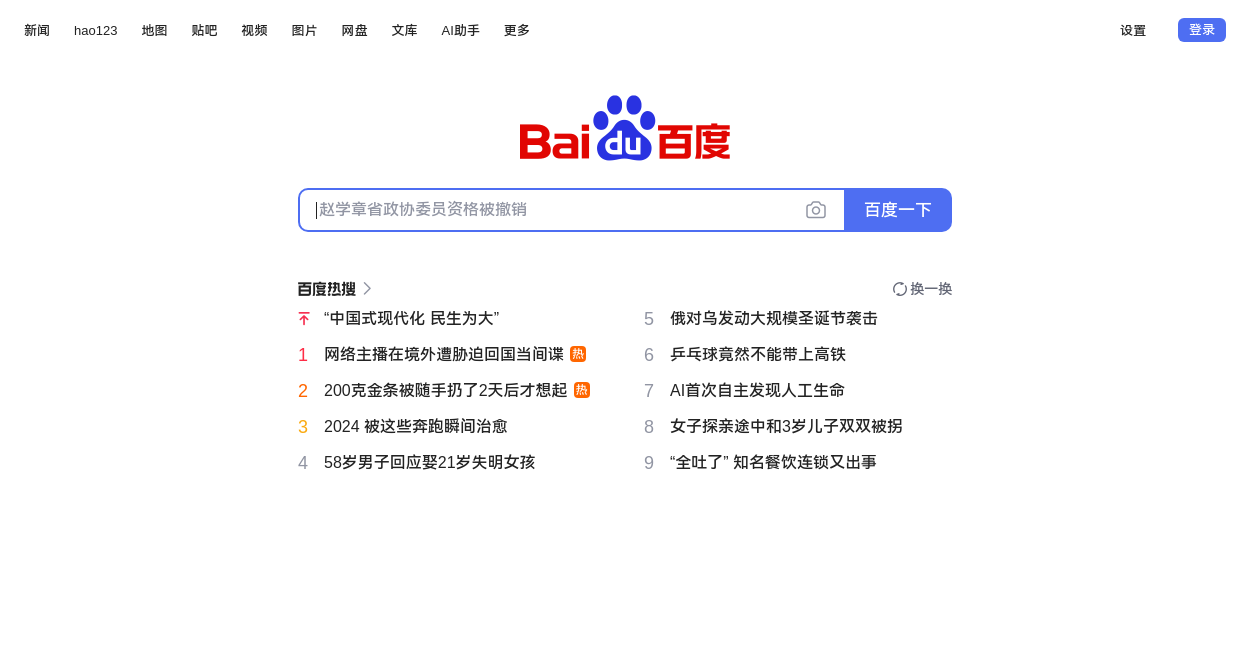 新闻 hao123 地图 贴吧 视频 图片 网盘 文库 AI助手 更多 设置 登录
Baidu百度
赵学章省政协委员资格被撤销 百度一下
百度热搜 换一换
“中国式现代化 民生为大”
1 网络主播在境外遭胁迫回国当间谍 热
2 200克金条被随手扔了2天后才想起 热
3 2024 被这些奔跑瞬间治愈
4 58岁男子回应娶21岁失明女孩
5 俄对乌发动大规模圣诞节袭击
6 乒乓球竟然不能带上高铁
7 AI首次自主发现人工生命
8 女子探亲途中和3岁儿子双双被拐
9 “全吐了” 知名餐饮连锁又出事